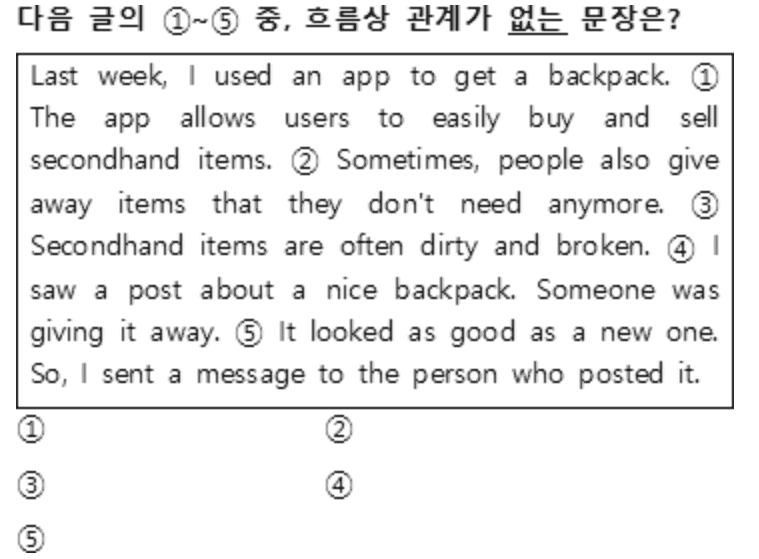 다음 글의 ①~⑤ 중, 흐름상 관계가 없는 문장은?
Last week, I used an app to get a backpack. ①
The app allows users to easily buy and sell
secondhand items. ② Sometimes, people also give
away items that they don't need anymore. ③
Secondhand items are often dirty and broken. ④ I
saw a post about a nice backpack. Someone was
giving it away. ⑤ It looked as good as a new one.
So, I sent a message to the person who posted it.
① ②
③ ④
⑤